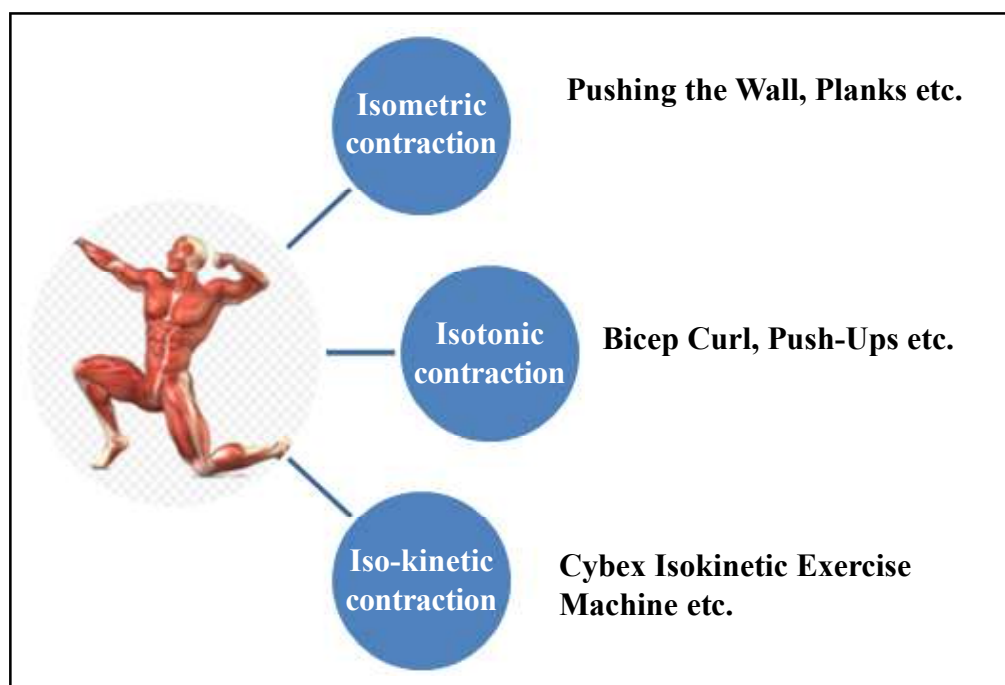 Isometric
contraction
Pushing the Wall, Planks etc.
Isotonic
contraction
Bicep Curl, Push-Ups etc.
Iso-kinetic
contraction
Cybex Isokinetic Exercise
Machine etc.